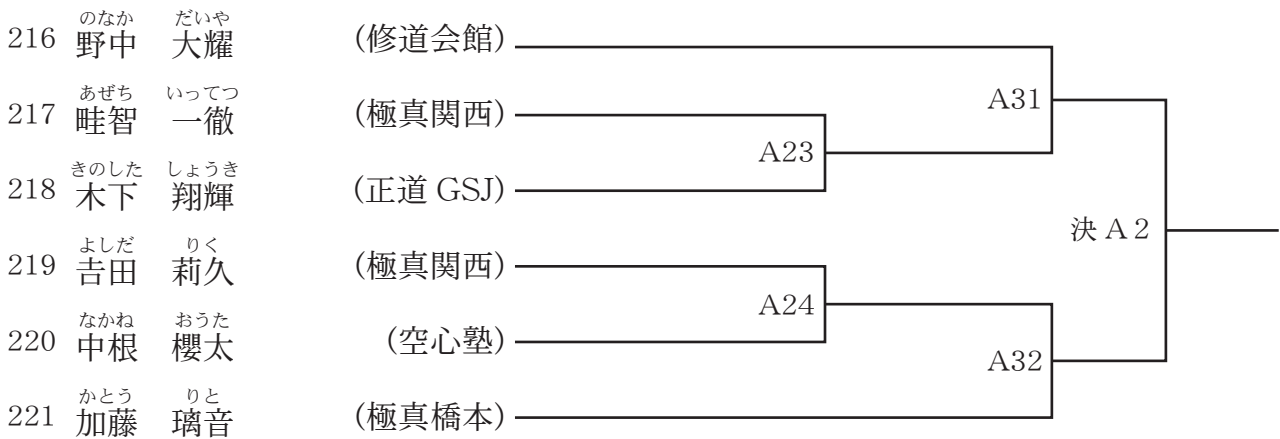 のなか だいや
216 野中 大耀 (修道会館)
A31
あぜち いってつ
217 畦智 一徹 (極真関西)
A23
きのした しょうき
218 木下 翔輝 (正道 GSJ)
決 A 2
よしだ りく
219 𠮷田 莉久 (極真関西)
A24
なかね おうた
220 中根 櫻太 (空心塾)
A32
かとう りと
221 加藤 璃音 (極真橋本)